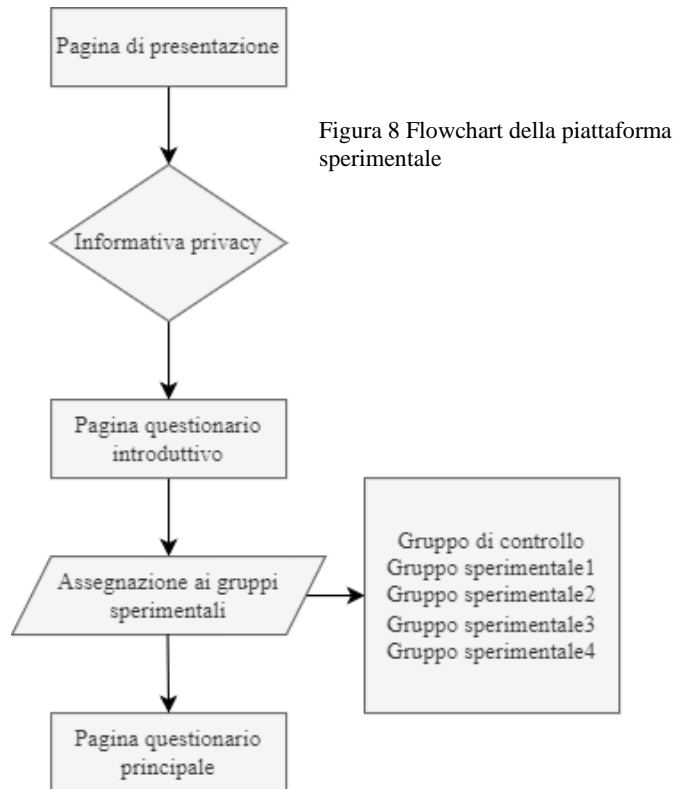 Pagina di presentazione
Figura 8 Flowchart della piattaforma
sperimentale
Informativa privacy
Pagina questionario
introduttivo
Assegnazione ai gruppi
sperimentali
Gruppo di controllo
Gruppo sperimentale1
Gruppo sperimentale2
Gruppo sperimentale3
Gruppo sperimentale4
Pagina questionario
principale